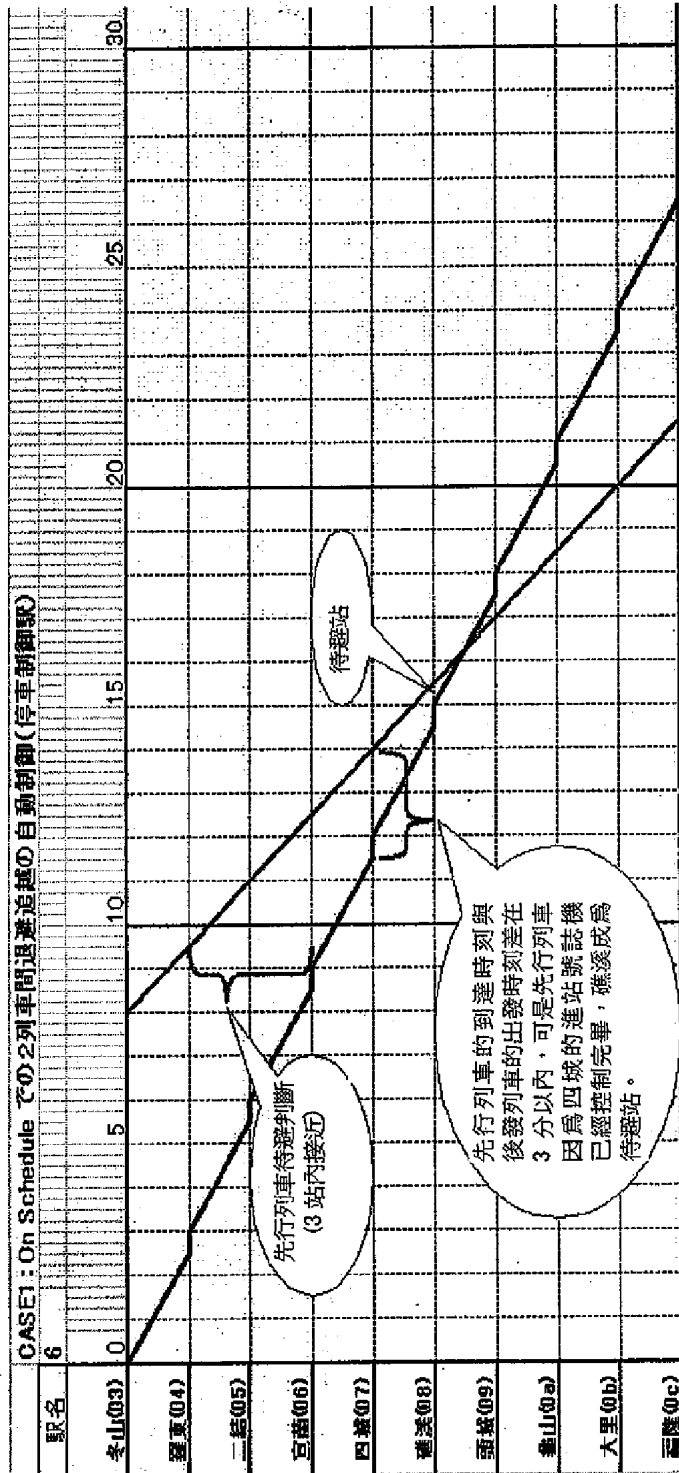 CASE1 : On Schedule での2列車間退避追越の自動制御(停車制御駅)
駅名
6
0
5
10
15
20
25
30
冬山(03)
羅東(04)
二結(05)
宜蘭(06)
四城(07)
礁溪(08)
頭城(09)
龜山(0a)
大里(0b)
福隆(0c)
先行列車待避判斷
(3 站內接近)
待避站
先行列車的到達時刻與
後發列車的出發時刻差在
3 分以內，可是先行列車
因爲四城的進站號誌機
已經控制完畢，礁溪成爲
待避站。